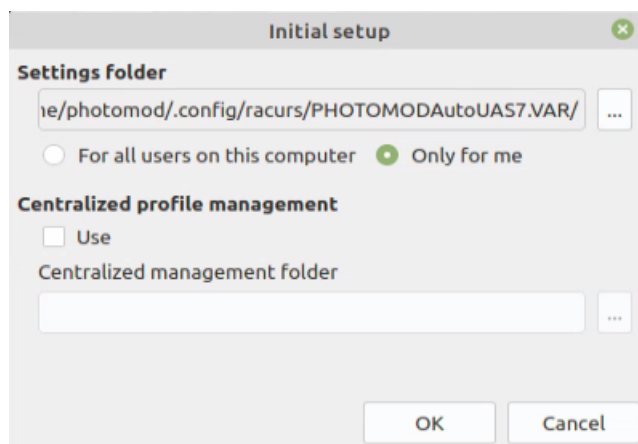 Initial setup
Settings folder
ne/photomod/.config/racurs/PHOTOMODAutoUAS7.VAR/ ...
For all users on this computer Only for me
Centralized profile management
Use
Centralized management folder
...
OK Cancel